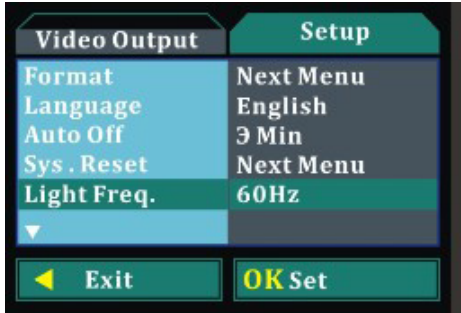 Video Output Setup
Format Next Menu
Language English
Auto Off Э Min
Sys . Reset Next Menu
Light Freq. 60Hz
▼
◀ Exit OK Set